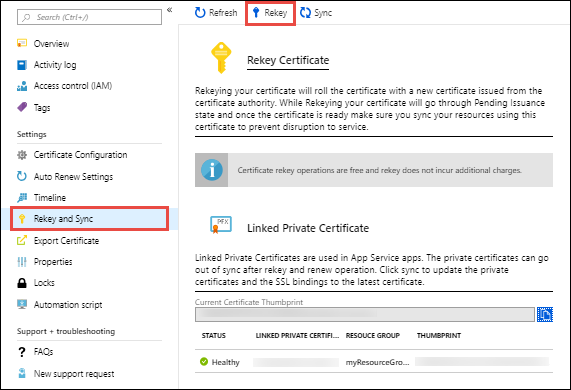 Search (Ctrl+/)
«
Refresh
Rekey
Sync
Overview
Activity log
Access control (IAM)
Tags
Settings
Certificate Configuration
Auto Renew Settings
Timeline
Rekey and Sync
Export Certificate
Properties
Locks
Automation script
Support + troubleshooting
FAQs
New support request
Rekey Certificate
Rekeying your certificate will roll the certificate with a new certificate issued from the
certificate authority. While Rekeying your certificate will go through Pending Issuance
state and once the certificate is ready make sure you sync your resources using this
certificate to prevent disruption to service.
Certificate rekey operations are free and rekey does not incur additional charges.
PFX
Linked Private Certificate
Linked Private Certificates are used in App Service apps. The private certificates can go
out of sync after rekey and renew operation. Click sync to update the private
certificates and the SSL bindings to the latest certificate.
Current Certificate Thumbprint
STATUS LINKED PRIVATE CERTIFI... RESOUCE GROUP THUMBPRINT
Healthy myResourceGro...